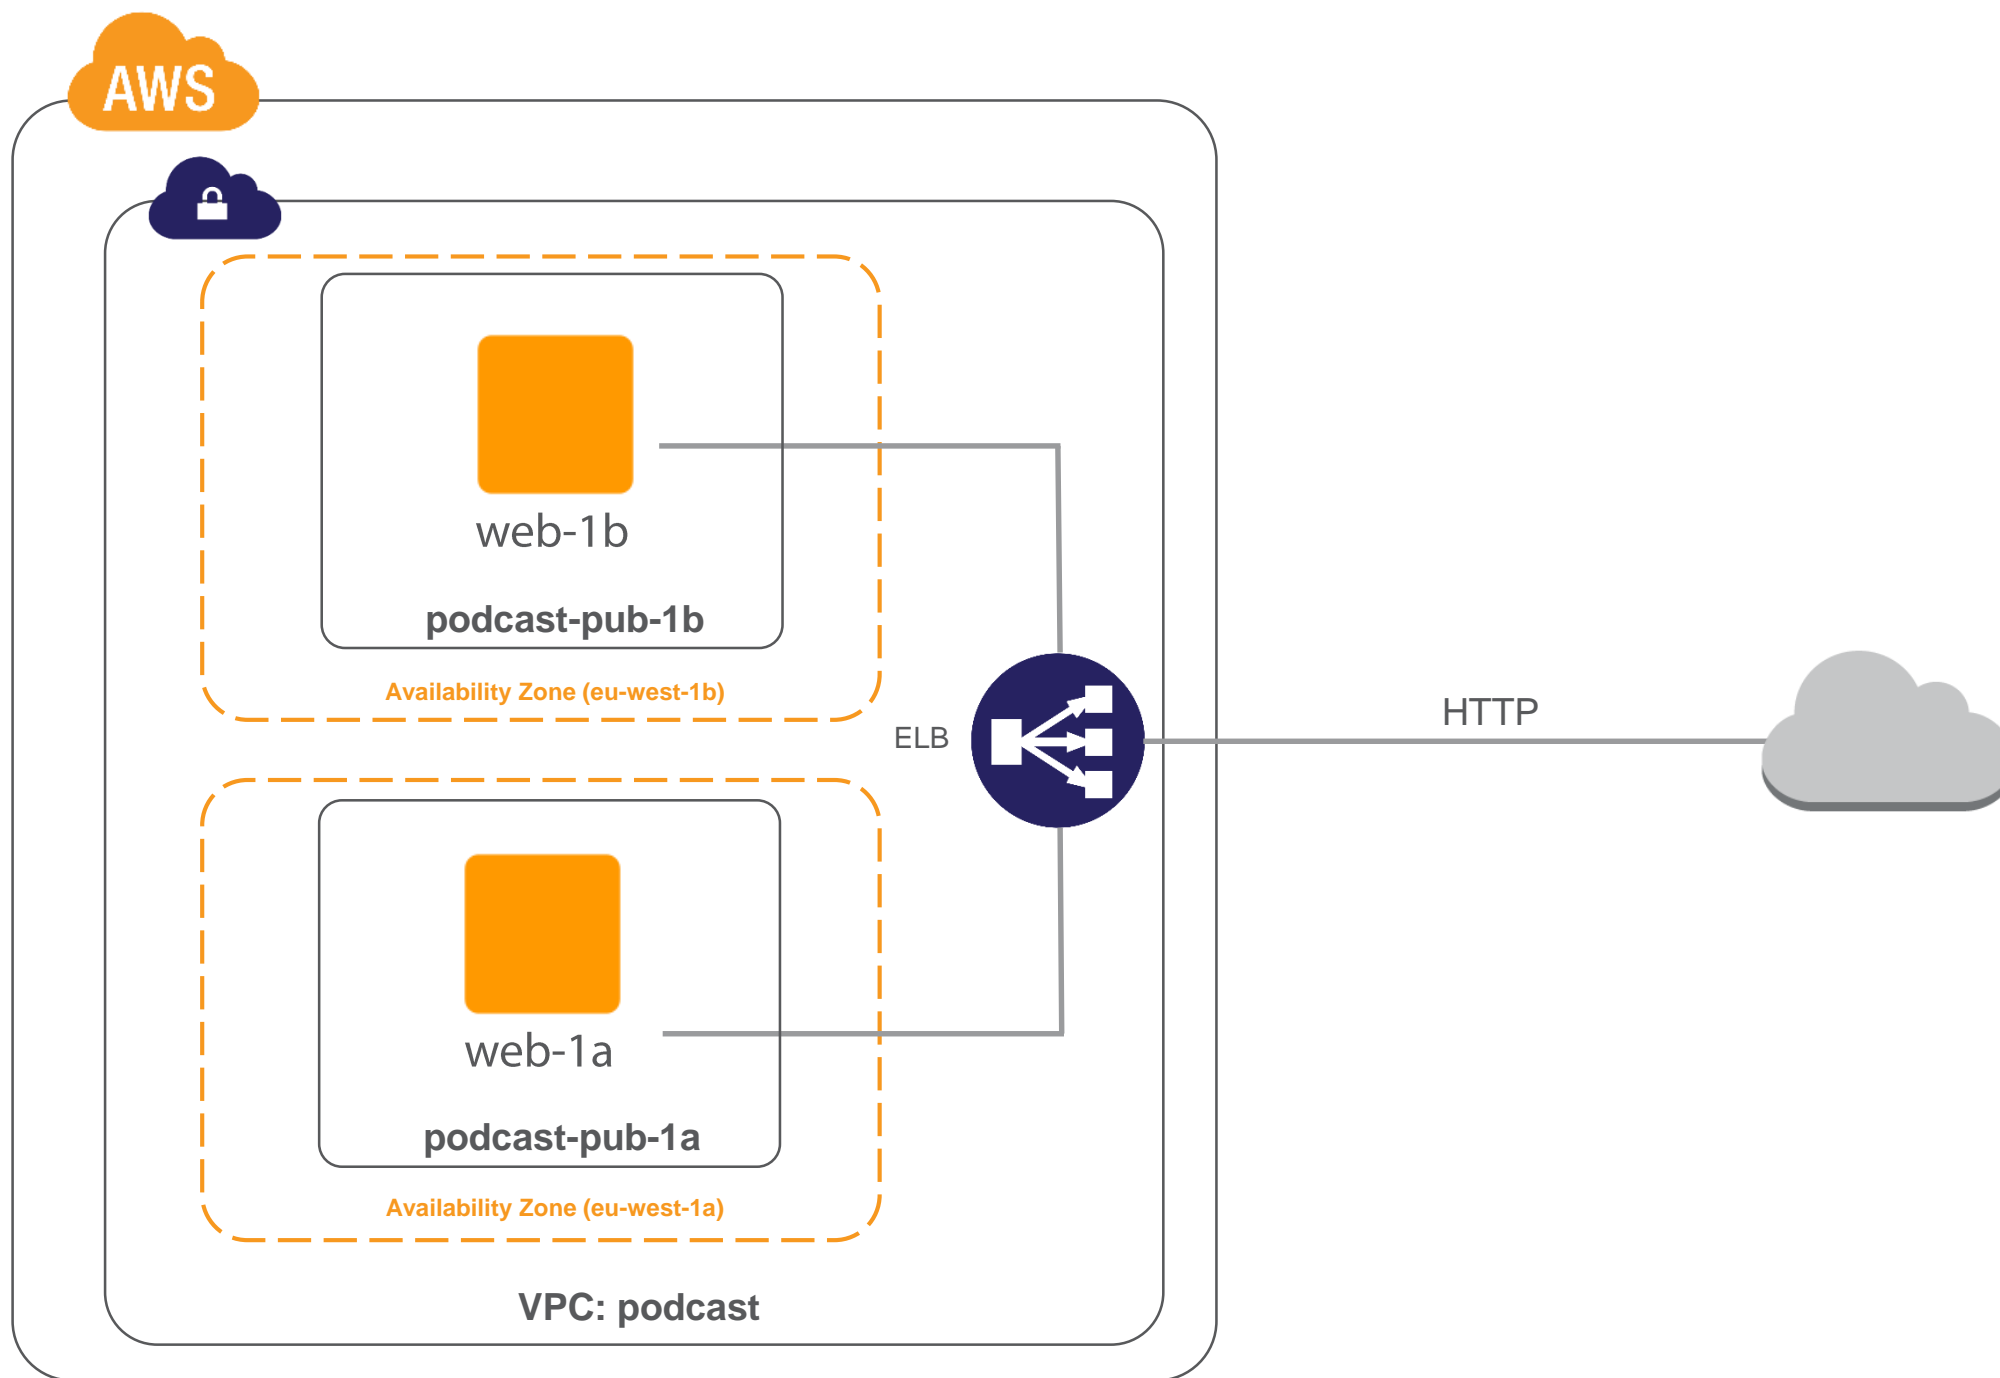 AWS
web-1b
podcast-pub-1b
Availability Zone (eu-west-1b)
ELB
HTTP
web-1a
podcast-pub-1a
Availability Zone (eu-west-1a)
VPC: podcast